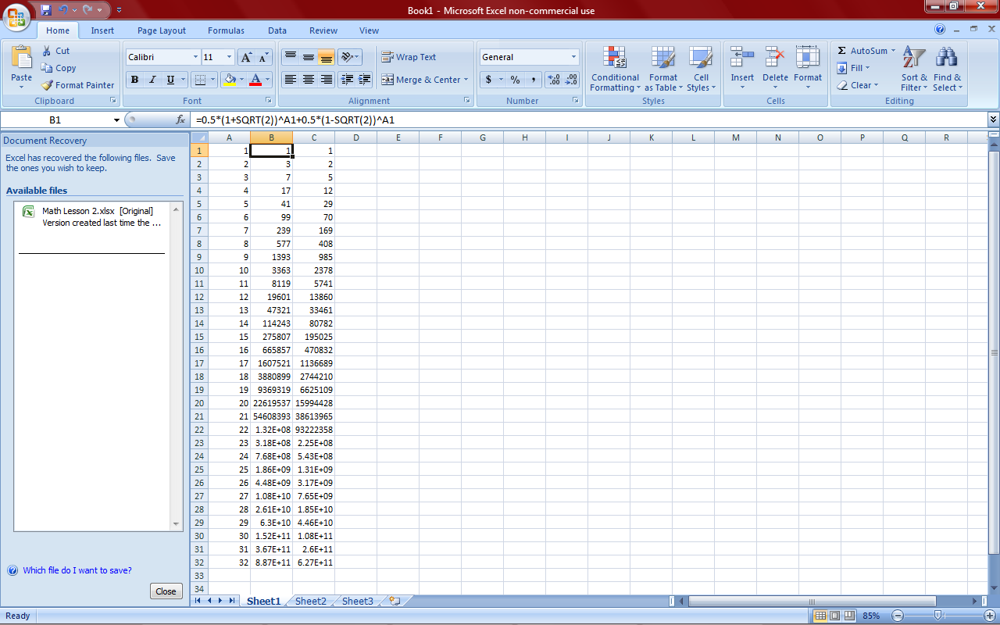 Book1 - Microsoft Excel non-commercial use
Home Insert Page Layout Formulas Data Review View
Paste Cut Copy Format Painter
Calibri 11
B I U A
Wrap Text
Merge & Center
General
$ % ,
Conditional Formatting Format as Table Cell Styles
Insert Delete Format
Σ AutoSum Fill Clear
Sort & Filter Find & Select
Clipboard Font Alignment Number Styles Cells Editing
B1 fx =0.5*(1+SQRT(2))^A1+0.5*(1-SQRT(2))^A1
Document Recovery
Excel has recovered the following files. Save
the ones you wish to keep.
Available files
Math Lesson 2.xlsx [Original]
Version created last time the ...
Which file do I want to save?
Close
A B C D E F G H I J K L M N O P Q R
1 1 1 1
2 2 3 2
3 3 7 5
4 4 17 12
5 5 41 29
6 6 99 70
7 7 239 169
8 8 577 408
9 9 1393 985
10 10 3363 2378
11 11 8119 5741
12 12 19601 13860
13 13 47321 33461
14 14 114243 80782
15 15 275807 195025
16 16 665857 470832
17 17 1607521 1136689
18 18 3880899 2744210
19 19 9369319 6625109
20 20 22619537 15994428
21 21 54608393 38613965
22 22 1.32E+08 93222358
23 23 3.18E+08 2.25E+08
24 24 7.68E+08 5.43E+08
25 25 1.86E+09 1.31E+09
26 26 4.48E+09 3.17E+09
27 27 1.08E+10 7.65E+09
28 28 2.61E+10 1.85E+10
29 29 6.3E+10 4.46E+10
30 30 1.52E+11 1.08E+11
31 31 3.67E+11 2.6E+11
32 32 8.87E+11 6.27E+11
33
34
Sheet1 Sheet2 Sheet3
Ready 85%